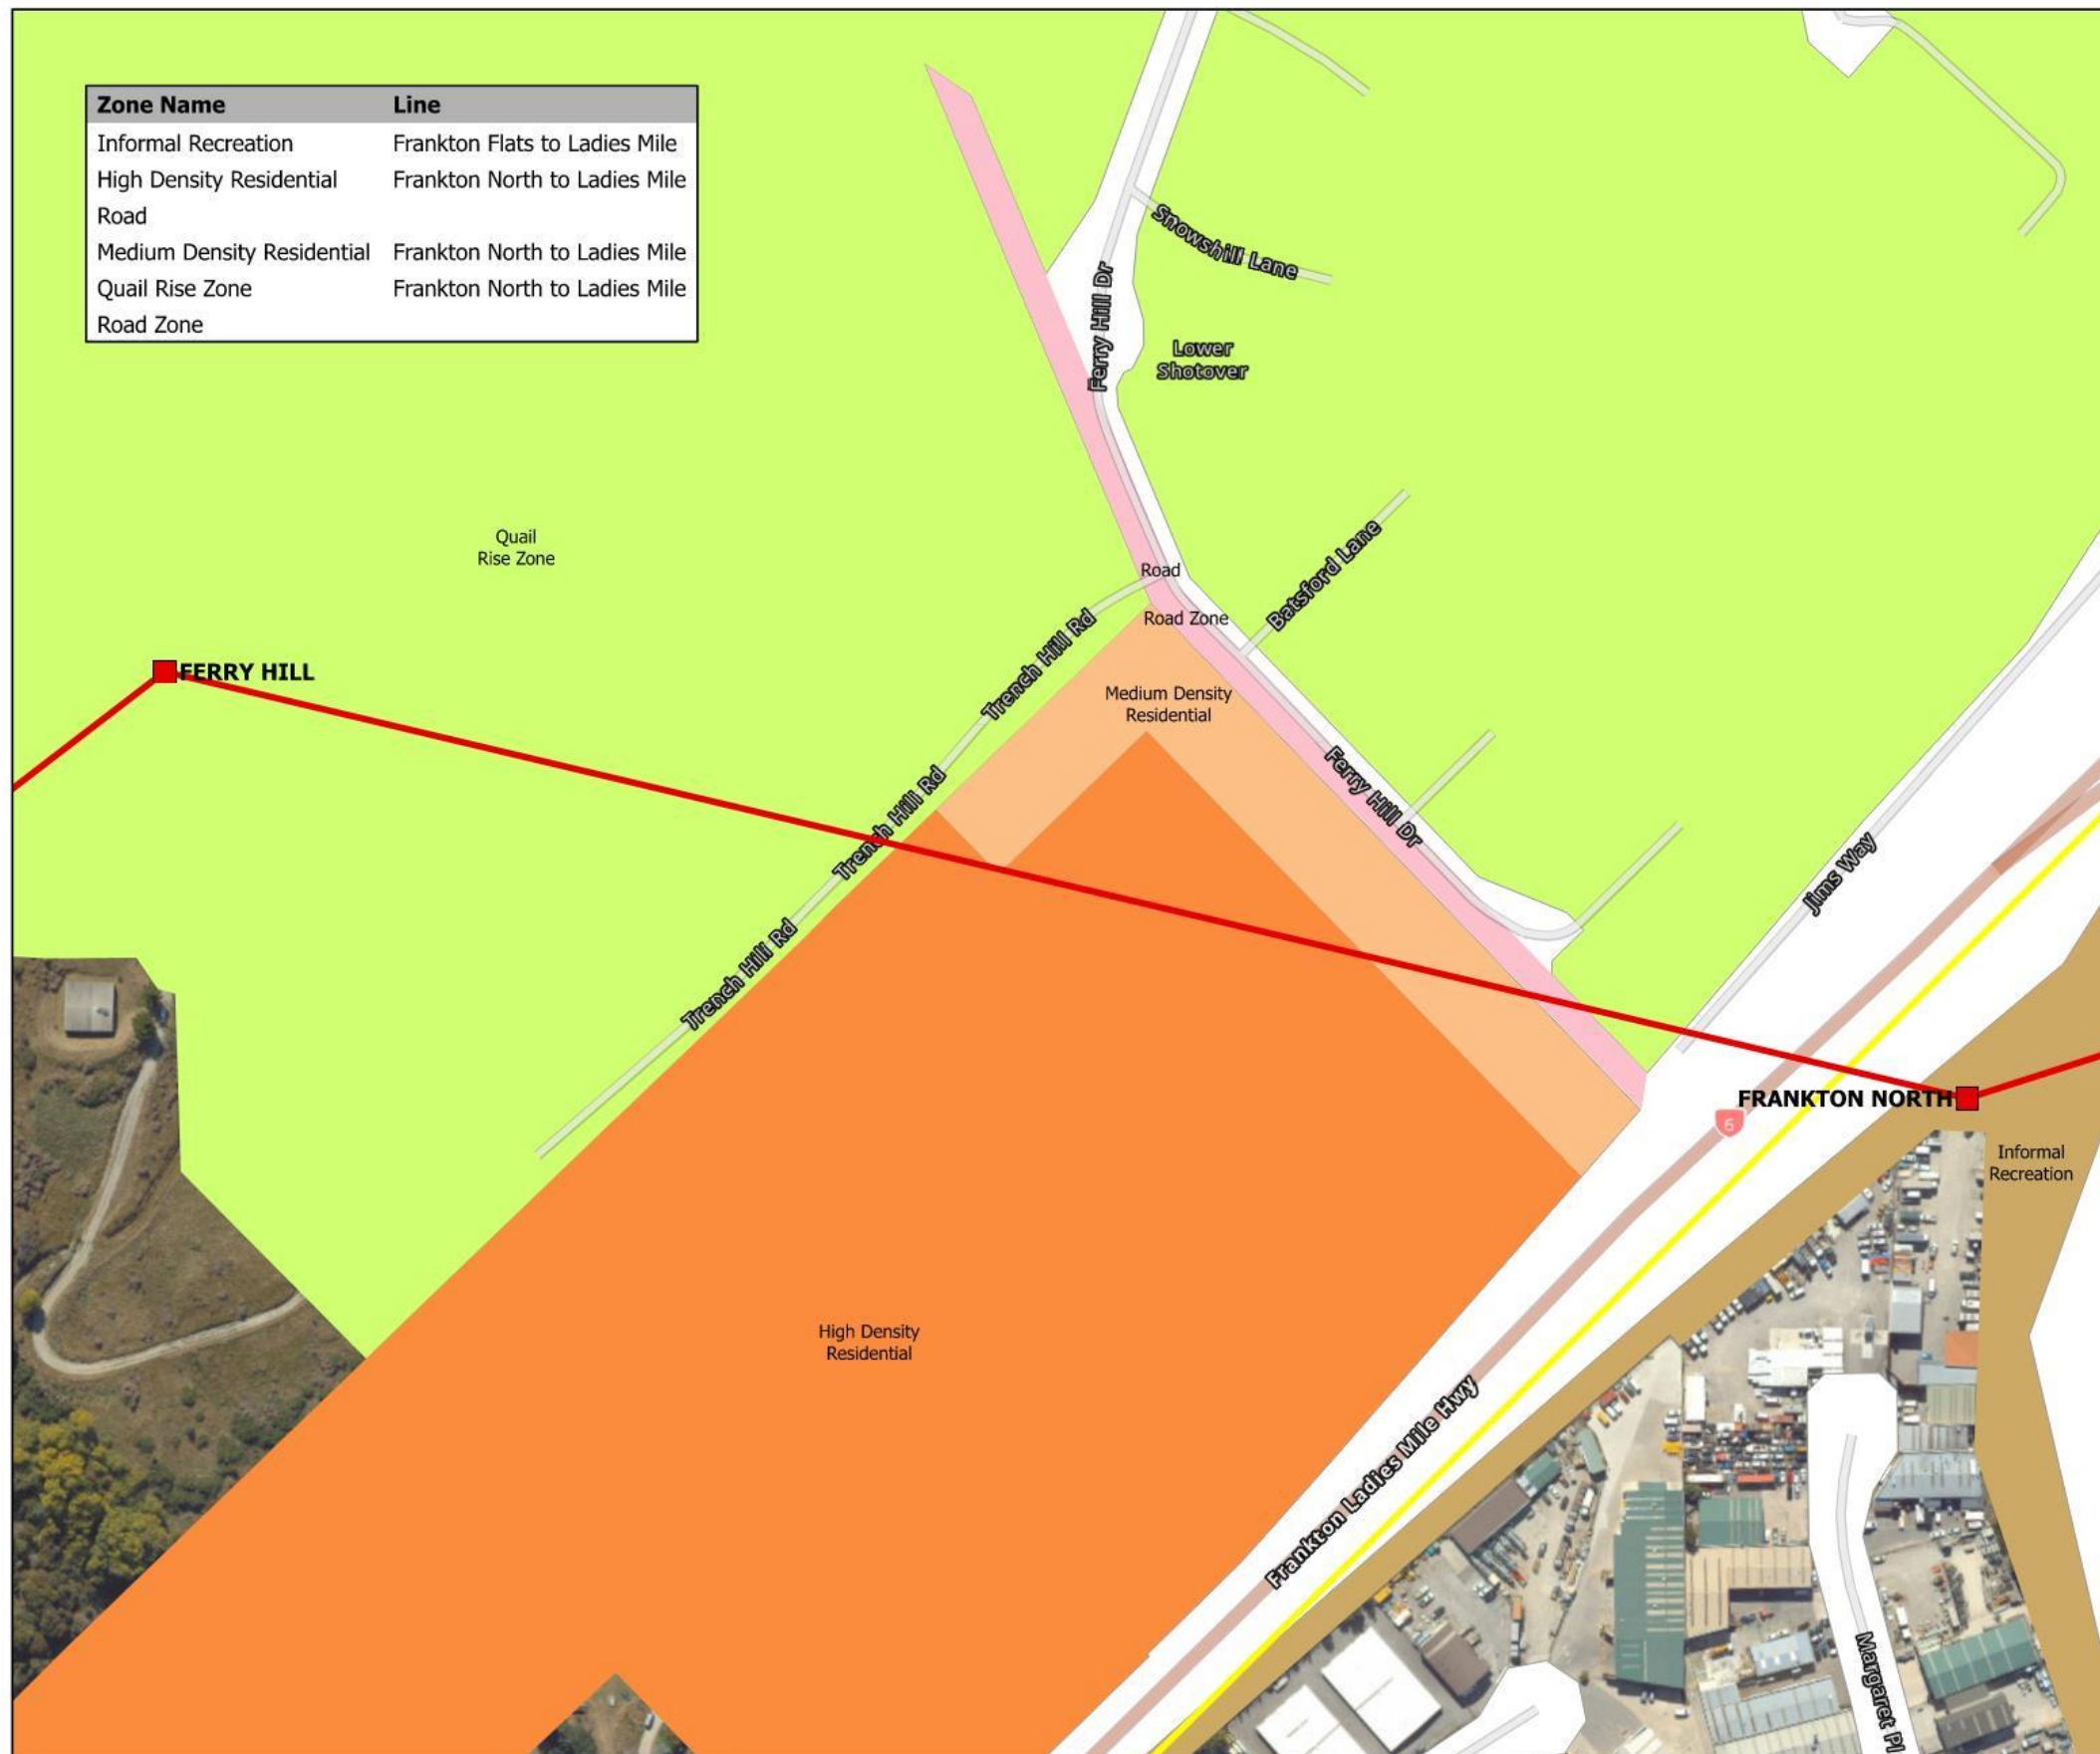 Zone Name Line
Informal Recreation Frankton Flats to Ladies Mile
High Density Residential Frankton North to Ladies Mile
Road
Medium Density Residential Frankton North to Ladies Mile
Quail Rise Zone Frankton North to Ladies Mile
Road Zone
Snowshill Lane
Ferry Hill Dr
Lower
Shotover
Quail
Rise Zone
Road
Batsford Lane
Road Zone
Trench Hill Rd
FERRY HILL
Medium Density
Residential
Trench Hill Rd
Ferry Hill Dr
Jims Way
Trench Hill Rd
FRANKTON NORTH
6
Informal
Recreation
High Density
Residential
Frankton Ladies Mile Hwy
Margaret Pl